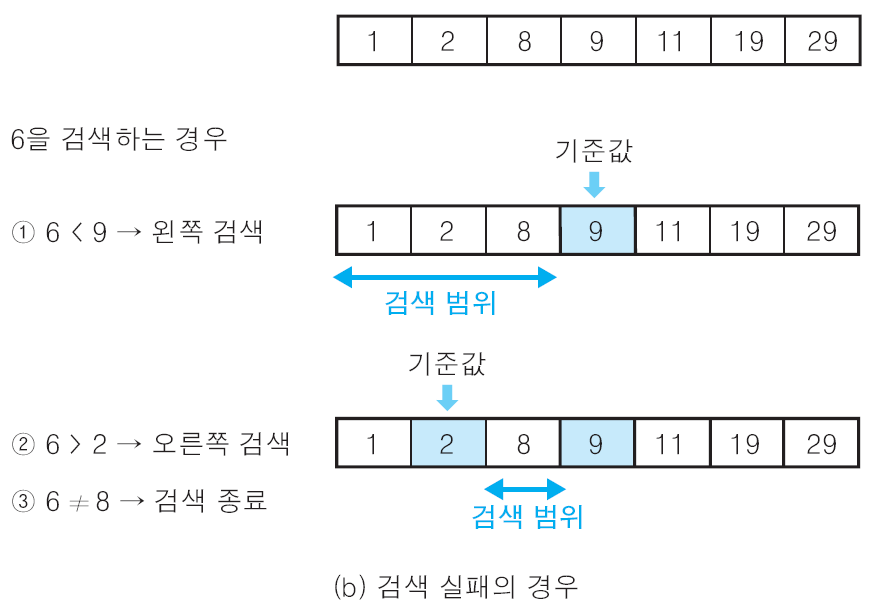 1 2 8 9 11 19 29
6을 검색하는 경우
기준값
① 6 < 9 → 왼쪽 검색 1 2 8 9 11 19 29
검색 범위
기준값
② 6 > 2 → 오른쪽 검색 1 2 8 9 11 19 29
③ 6 ≠ 8 → 검색 종료
검색 범위
(b) 검색 실패의 경우